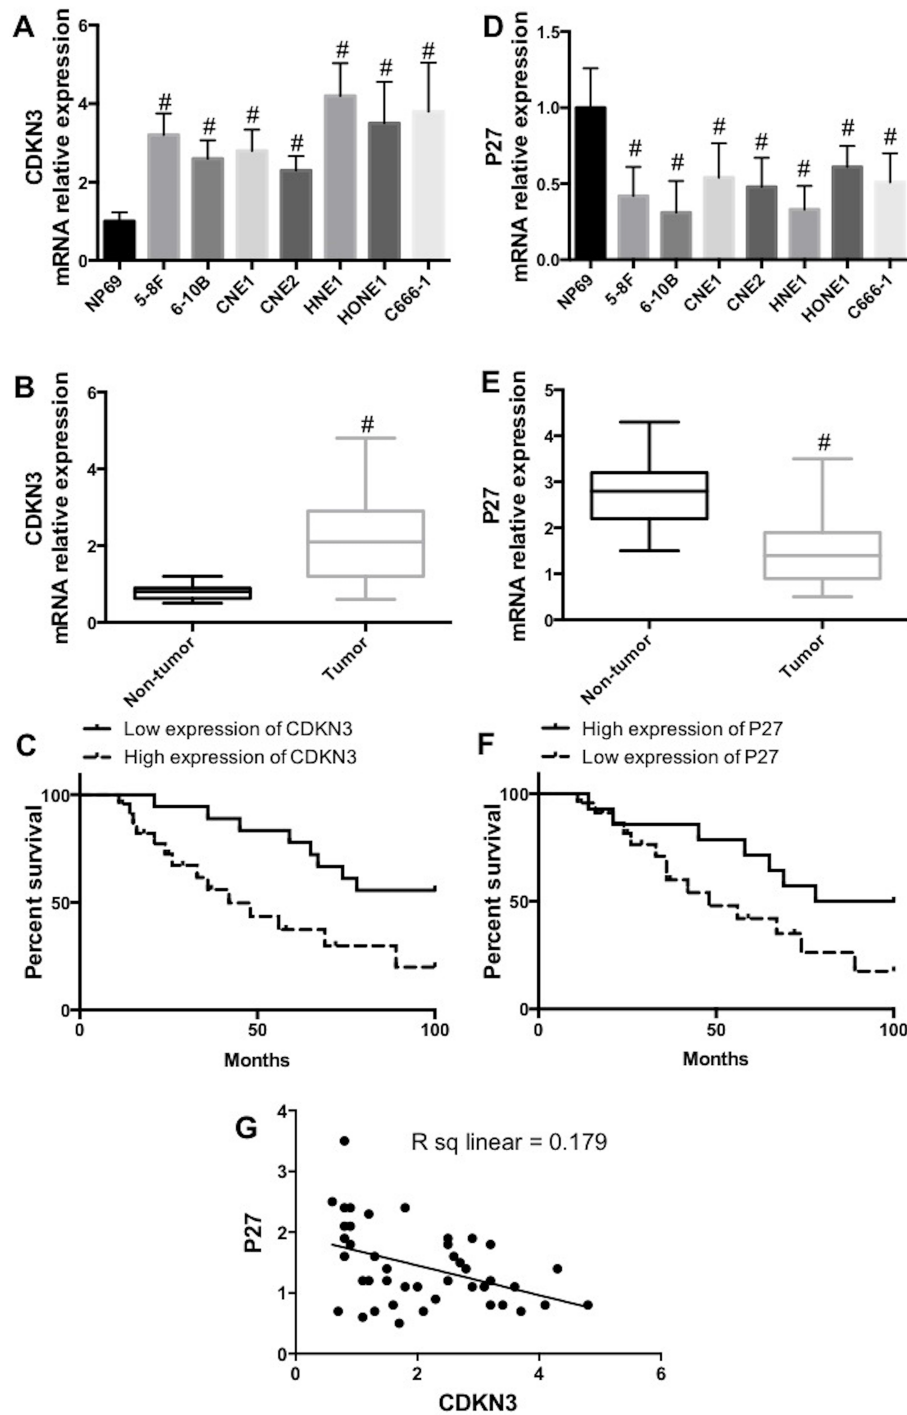 A
CDKN3
mRNA relative expression
6
4
2
0
# # # # # # #
NP69 5-8F 6-10B CNE1 CNE2 HNE1 HONE1 C666-1
D
P27
mRNA relative expression
1.5
1.0
0.5
0.0
# # # # # # #
NP69 5-8F 6-10B CNE1 CNE2 HNE1 HONE1 C666-1
B
CDKN3
mRNA relative expression
6
4
2
0
#
Non-tumor Tumor
E
P27
mRNA relative expression
5
4
3
2
1
0
#
Non-tumor Tumor
C
Low expression of CDKN3
High expression of CDKN3
Percent survival
100
50
0
0 50 100
Months
F
High expression of P27
Low expression of P27
Percent survival
100
50
0
0 50 100
Months
G
R sq linear = 0.179
P27
4
3
2
1
0
0 2 4 6
CDKN3